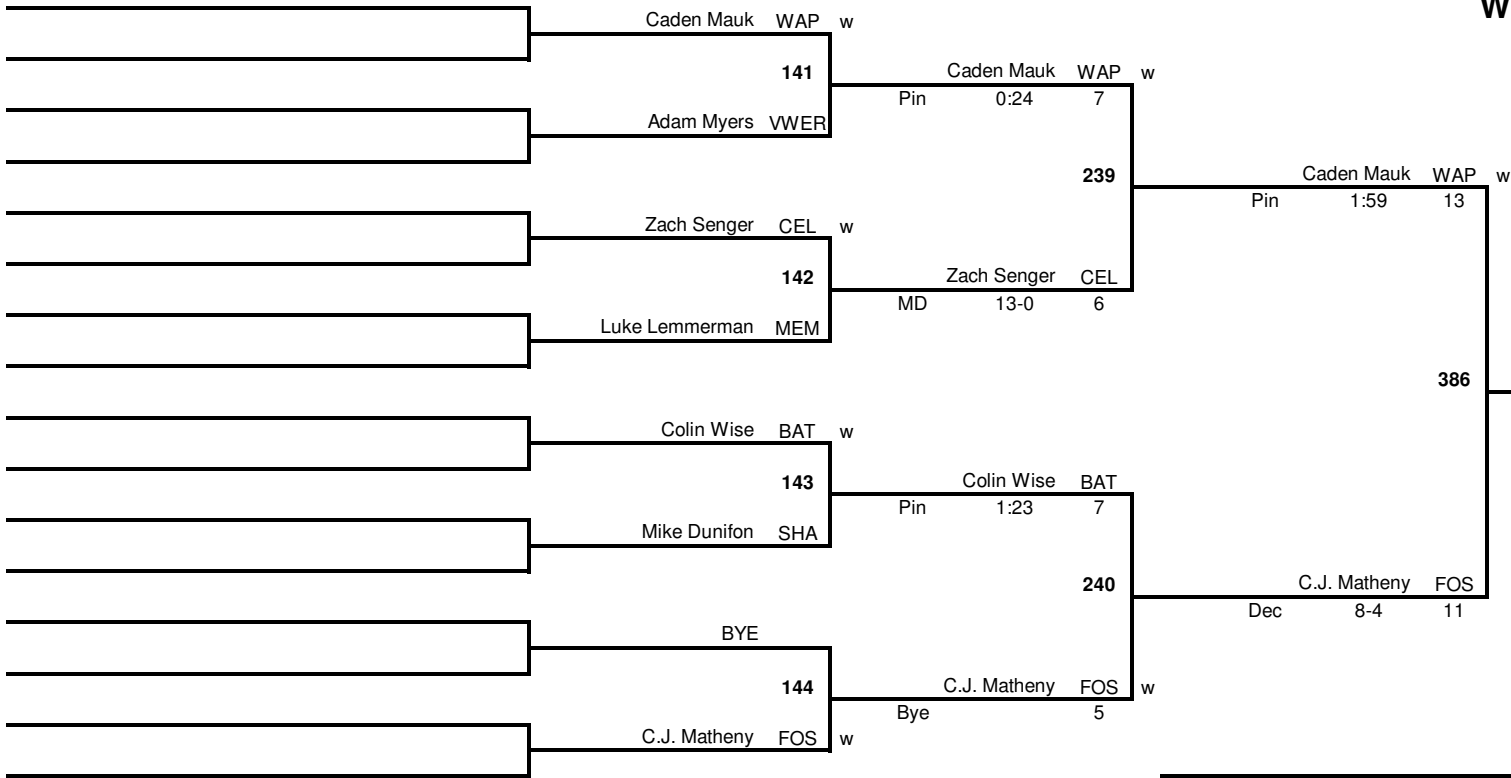 W
Caden Mauk WAP w
141
Caden Mauk WAP w
Pin 0:24 7
Adam Myers VWER
239
Caden Mauk WAP w
Pin 1:59 13
Zach Senger CEL w
142
Zach Senger CEL
MD 13-0 6
Luke Lemmerman MEM
386
Colin Wise BAT w
143
Colin Wise BAT
Pin 1:23 7
Mike Dunifon SHA
240
C.J. Matheny FOS
Dec 8-4 11
BYE
144
C.J. Matheny FOS w
Bye 5
C.J. Matheny FOS w